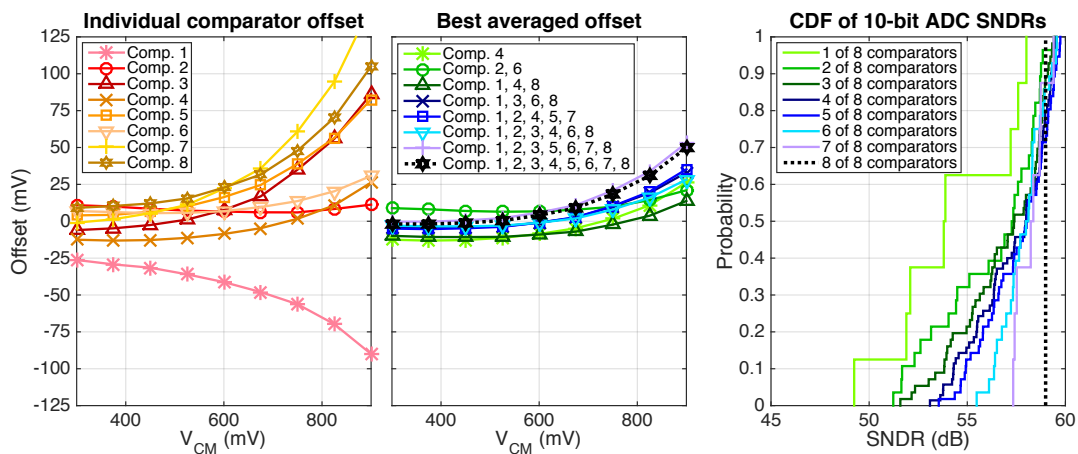 Individual comparator offset
Offset (mV)
125
100
75
50
25
0
-25
-50
-75
-100
-125
Comp. 1
Comp. 2
Comp. 3
Comp. 4
Comp. 5
Comp. 6
Comp. 7
Comp. 8
400
600
800
V_CM (mV)
Best averaged offset
Comp. 4
Comp. 2, 6
Comp. 1, 4, 8
Comp. 1, 3, 6, 8
Comp. 1, 2, 4, 5, 7
Comp. 1, 2, 3, 4, 6, 8
Comp. 1, 2, 3, 5, 6, 7, 8
Comp. 1, 2, 3, 4, 5, 6, 7, 8
400
600
800
V_CM (mV)
CDF of 10-bit ADC SNDRs
Probability
1
0.9
0.8
0.7
0.6
0.5
0.4
0.3
0.2
0.1
0
1 of 8 comparators
2 of 8 comparators
3 of 8 comparators
4 of 8 comparators
5 of 8 comparators
6 of 8 comparators
7 of 8 comparators
8 of 8 comparators
45
50
55
60
SNDR (dB)